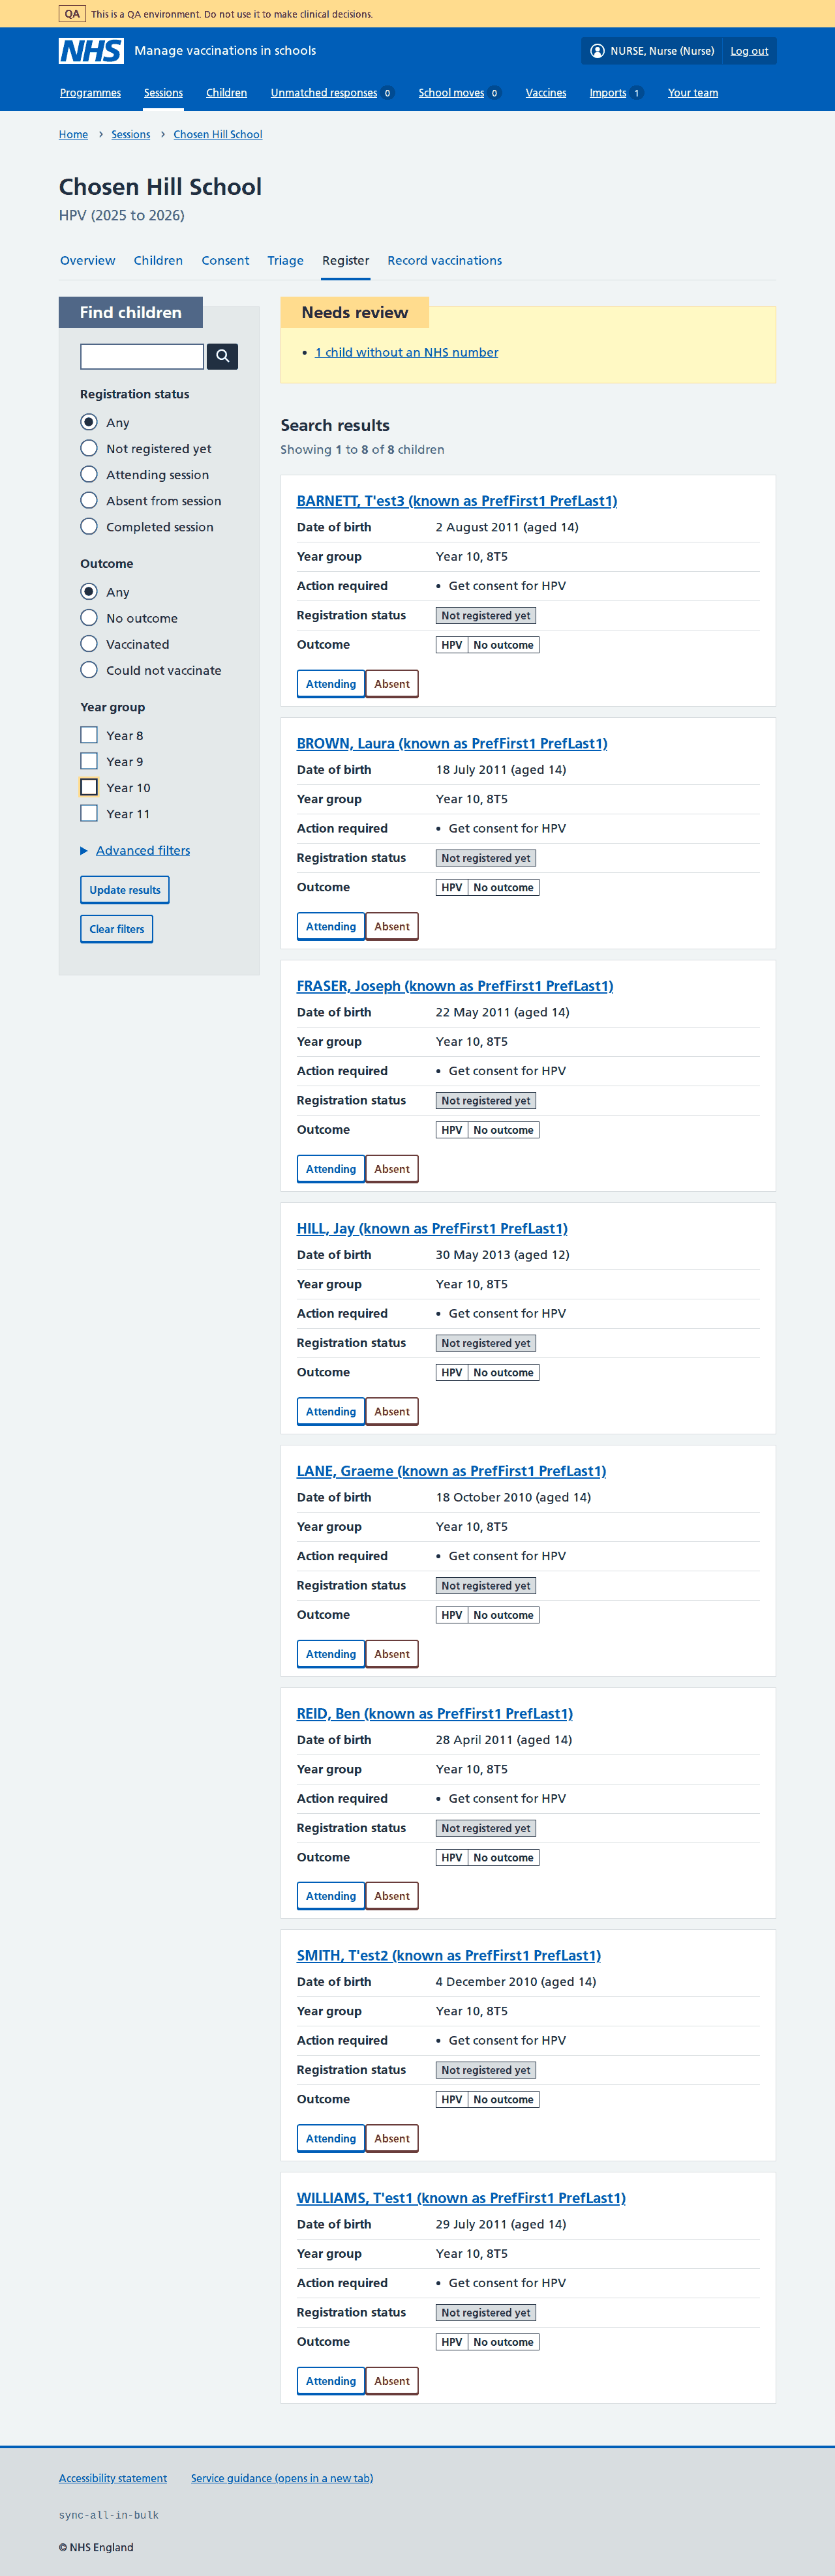 QA This is a QA environment. Do not use it to make clinical decisions.
NHS Manage vaccinations in schools
NURSE, Nurse (Nurse) Log out
Programmes Sessions Children Unmatched responses 0 School moves 0 Vaccines Imports 1 Your team
Home Sessions Chosen Hill School
Chosen Hill School
HPV (2025 to 2026)
Overview Children Consent Triage Register Record vaccinations
Find children
Registration status
Any
Not registered yet
Attending session
Absent from session
Completed session
Outcome
Any
No outcome
Vaccinated
Could not vaccinate
Year group
Year 8
Year 9
Year 10
Year 11
Advanced filters
Update results
Clear filters
Needs review
• 1 child without an NHS number
Search results
Showing 1 to 8 of 8 children
BARNETT, T'est3 (known as PrefFirst1 PrefLast1)
Date of birth 2 August 2011 (aged 14)
Year group Year 10, 8T5
Action required • Get consent for HPV
Registration status Not registered yet
Outcome HPV No outcome
Attending Absent
BROWN, Laura (known as PrefFirst1 PrefLast1)
Date of birth 18 July 2011 (aged 14)
Year group Year 10, 8T5
Action required • Get consent for HPV
Registration status Not registered yet
Outcome HPV No outcome
Attending Absent
FRASER, Joseph (known as PrefFirst1 PrefLast1)
Date of birth 22 May 2011 (aged 14)
Year group Year 10, 8T5
Action required • Get consent for HPV
Registration status Not registered yet
Outcome HPV No outcome
Attending Absent
HILL, Jay (known as PrefFirst1 PrefLast1)
Date of birth 30 May 2013 (aged 12)
Year group Year 10, 8T5
Action required • Get consent for HPV
Registration status Not registered yet
Outcome HPV No outcome
Attending Absent
LANE, Graeme (known as PrefFirst1 PrefLast1)
Date of birth 18 October 2010 (aged 14)
Year group Year 10, 8T5
Action required • Get consent for HPV
Registration status Not registered yet
Outcome HPV No outcome
Attending Absent
REID, Ben (known as PrefFirst1 PrefLast1)
Date of birth 28 April 2011 (aged 14)
Year group Year 10, 8T5
Action required • Get consent for HPV
Registration status Not registered yet
Outcome HPV No outcome
Attending Absent
SMITH, T'est2 (known as PrefFirst1 PrefLast1)
Date of birth 4 December 2010 (aged 14)
Year group Year 10, 8T5
Action required • Get consent for HPV
Registration status Not registered yet
Outcome HPV No outcome
Attending Absent
WILLIAMS, T'est1 (known as PrefFirst1 PrefLast1)
Date of birth 29 July 2011 (aged 14)
Year group Year 10, 8T5
Action required • Get consent for HPV
Registration status Not registered yet
Outcome HPV No outcome
Attending Absent
Accessibility statement Service guidance (opens in a new tab)
sync-all-in-bulk
© NHS England